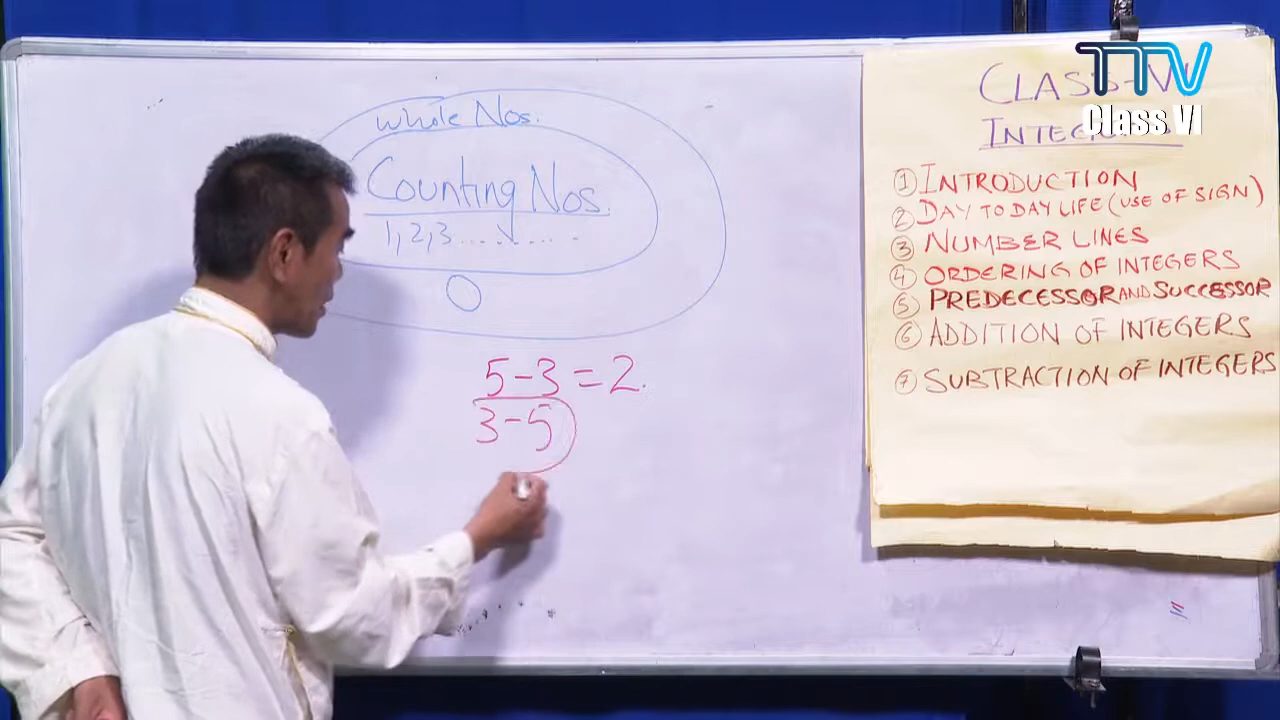 whole Nos.
Counting Nos.
1, 2, 3..........
0
5-3=2.
3-5
TTV
Class VI
CLASS-VI
INTEGERS
① INTRODUCTION
② DAY TO DAY LIFE (USE OF SIGN)
③ NUMBER LINES
④ ORDERING OF INTEGERS
⑤ PREDECESSOR AND SUCCESSOR
⑥ ADDITION OF INTEGERS
⑦ SUBTRACTION OF INTEGERS